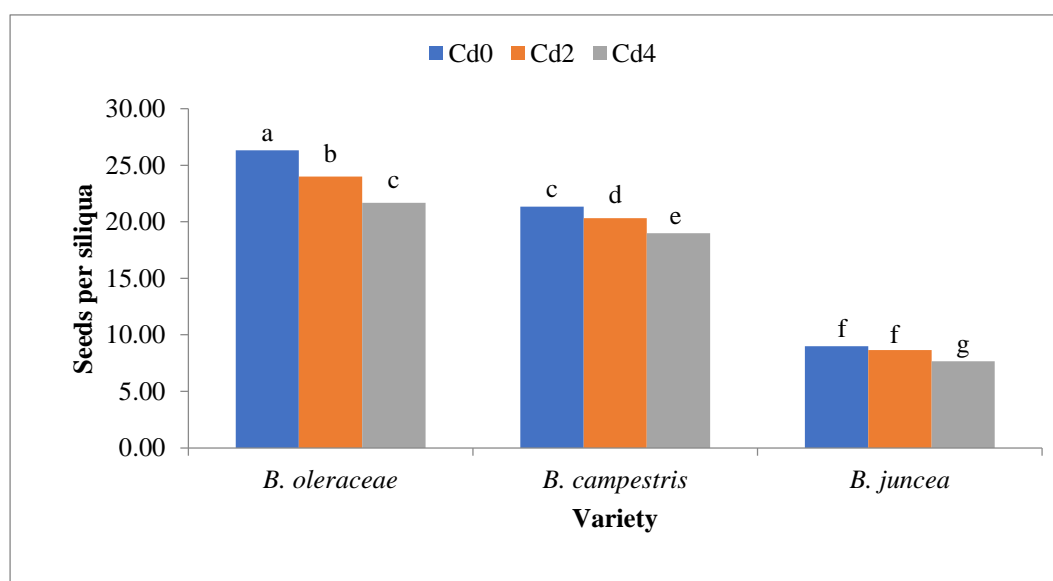 Cd0 Cd2 Cd4
30.00
25.00
20.00
15.00
10.00
5.00
0.00
Seeds per siliqua
a b c c d e f f g
B. oleraceae B. campestris B. juncea
Variety